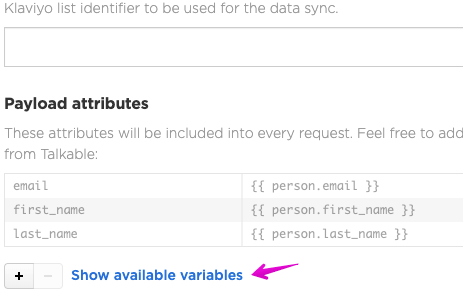 Klaviyo list identifier to be used for the data sync.
Payload attributes
These attributes will be included into every request. Feel free to add
from Talkable:
email {{ person.email }}
first_name {{ person.first_name }}
last_name {{ person.last_name }}
+ − Show available variables